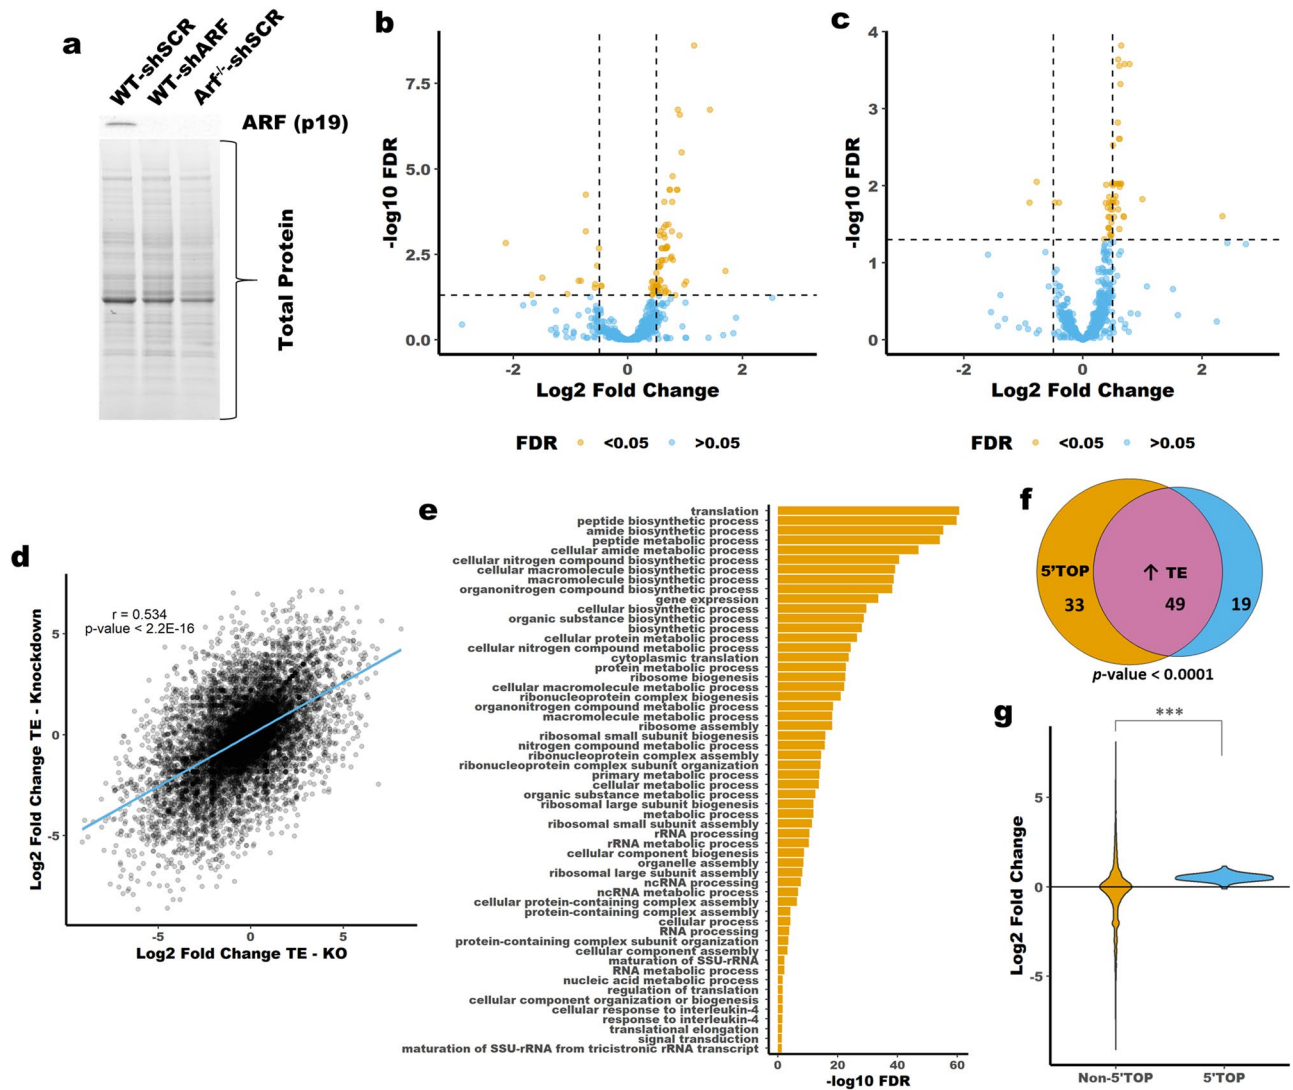 a
WT-shSCR
WT-shARF
Arf-/--shSCR
ARF (p19)
Total Protein
b
-log10 FDR
7.5
5.0
2.5
0.0
-2
0
2
Log2 Fold Change
FDR <0.05 >0.05
c
-log10 FDR
4
3
2
1
0
-2
0
2
Log2 Fold Change
FDR <0.05 >0.05
d
r = 0.534
p-value < 2.2E-16
Log2 Fold Change TE - Knockdown
5
0
-5
-5
0
5
Log2 Fold Change TE - KO
e
translation
peptide biosynthetic process
amide biosynthetic process
peptide metabolic process
cellular amide metabolic process
cellular nitrogen compound biosynthetic process
cellular macromolecule biosynthetic process
macromolecule biosynthetic process
organonitrogen compound biosynthetic process
gene expression
cellular biosynthetic process
organic substance biosynthetic process
biosynthetic process
cellular protein metabolic process
cellular nitrogen compound metabolic process
cytoplasmic translation
protein metabolic process
ribosome biogenesis
cellular macromolecule metabolic process
ribonucleoprotein complex biogenesis
organonitrogen compound metabolic process
macromolecule metabolic process
ribosome assembly
ribosomal small subunit biogenesis
nitrogen compound metabolic process
ribonucleoprotein complex assembly
ribonucleoprotein complex subunit organization
primary metabolic process
cellular metabolic process
organic substance metabolic process
ribosomal large subunit biogenesis
metabolic process
ribosomal small subunit assembly
rRNA processing
rRNA metabolic process
cellular component biogenesis
organelle assembly
ribosomal large subunit assembly
ncRNA processing
ncRNA metabolic process
cellular protein-containing complex assembly
protein-containing complex assembly
cellular process
RNA processing
protein-containing complex subunit organization
cellular component assembly
maturation of SSU-rRNA
RNA metabolic process
nucleic acid metabolic process
regulation of translation
cellular component organization or biogenesis
cellular response to interleukin-4
response to interleukin-4
translational elongation
signal transduction
maturation of SSU-rRNA from tricistronic rRNA transcript
0
20
40
60
-log10 FDR
f
5'TOP
33
↑ TE
49
19
p-value < 0.0001
g
***
Log2 Fold Change
5
0
-5
Non-5'TOP
5'TOP